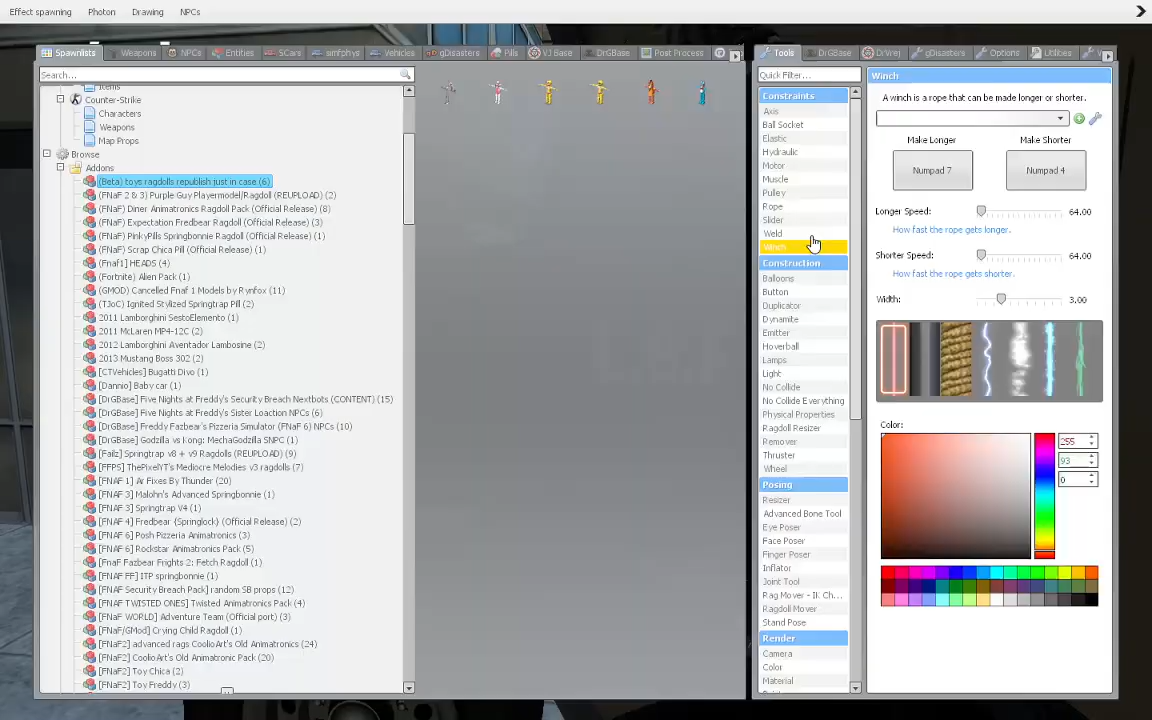 Effect spawning Photon Drawing NPCs
Spawnlists Weapons NPCs Entities SCars simfphys Vehicles gDisasters Pills VJ Base DrGBase Post Process
Search...
Items
Counter-Strike
Characters
Weapons
Map Props
Browse
Addons
(Beta) toys ragdolls republish just in case (6)
(FNaF 2 & 3) Purple Guy Playermodel/Ragdoll (REUPLOAD) (2)
(FNaF) Diner Animatronics Ragdoll Pack (Official Release) (8)
(FNaF) Expectation Fredbear Ragdoll (Official Release) (3)
(FNaF) PinkyPills Springbonnie Ragdoll (Official Release) (1)
(FNaF) Scrap Chica Pill (Official Release) (1)
(Fnaf1) HEADS (4)
(Fortnite) Alien Pack (1)
(GMOD) Cancelled Fnaf 1 Models by Rynfox (11)
(TJoC) Ignited Stylized Springtrap Pill (2)
2011 Lamborghini SestoElemento (1)
2011 McLaren MP4-12C (2)
2012 Lamborghini Aventador Lambosine (2)
2013 Mustang Boss 302 (2)
[CTVehicles] Bugatti Divo (1)
[Dannio] Baby car (1)
[DrGBase] Five Nights at Freddy's Security Breach Nextbots (CONTENT) (15)
[DrGBase] Five Nights at Freddy's Sister Loaction NPCs (6)
[DrGBase] Freddy Fazbear's Pizzeria Simulator (FNAF 6) NPCs (10)
[DrGBase] Godzilla vs kong: MechaGodzilla SNPC (1)
[Failz] Springtrap v8 + v9 Ragdolls (REUPLOAD) (9)
[FFPS] ThePixelYT's Mediocre Melodies v3 ragdolls (7)
[FNAF 1] Ar Fixes By Thunder (20)
[FNAF 3] Malohn's Advanced Springbonnie (1)
[FNAF 3] Springtrap V4 (1)
[FNAF 4] Fredbear {Springlock} (Official Release) (2)
[FNAF 6] Posh Pizzeria Animatronics (3)
[FNAF 6] Rockstar Animatronics Pack (5)
[FnaF Fazbear Frights 2: Fetch Ragdoll (1)
[FNAF FF] ITP springbonnie (1)
[FNAF Security Breach Pack] random SB props (12)
[FNAF TWISTED ONES] Twisted Animatronics Pack (4)
[FNAF WORLD] Adventure Town (Official port) (3)
[FNaF/GMod] Crying Child Ragdoll (1)
[FNaF2] advanced rags CoolioArt's Old Animatronics (24)
[FNaF2] CoolioArt's Old Animatronic Pack (20)
[FNaF2] Toy Chica (2)
[FNaF2] Toy Freddy (3)
Tools DrGBase DrVrej gDisasters Options Utilities
Quick Filter...
Constraints
Axis
Ball Socket
Elastic
Hydraulic
Motor
Muscle
Pulley
Rope
Slider
Weld
Winch
Construction
Balloons
Button
Duplicator
Dynamite
Emitter
Hoverball
Lamps
Light
No Collide
No Collide Everything
Physical Properties
Ragdoll Resizer
Remover
Thruster
Wheel
Posing
Resizer
Advanced Bone Tool
Eye Poser
Face Poser
Finger Poser
Inflator
Joint Tool
Rag Mover - II. Ch...
Ragdoll Mover
Stand Pose
Render
Camera
Color
Material
Winch
A winch is a rope that can be made longer or shorter.
Make Longer Make Shorter
Numpad 7 Numpad 4
Longer Speed: 64.00
How fast the rope gets longer.
Shorter Speed: 64.00
How fast the rope gets shorter.
Width: 3.00
Color:
255
93
0